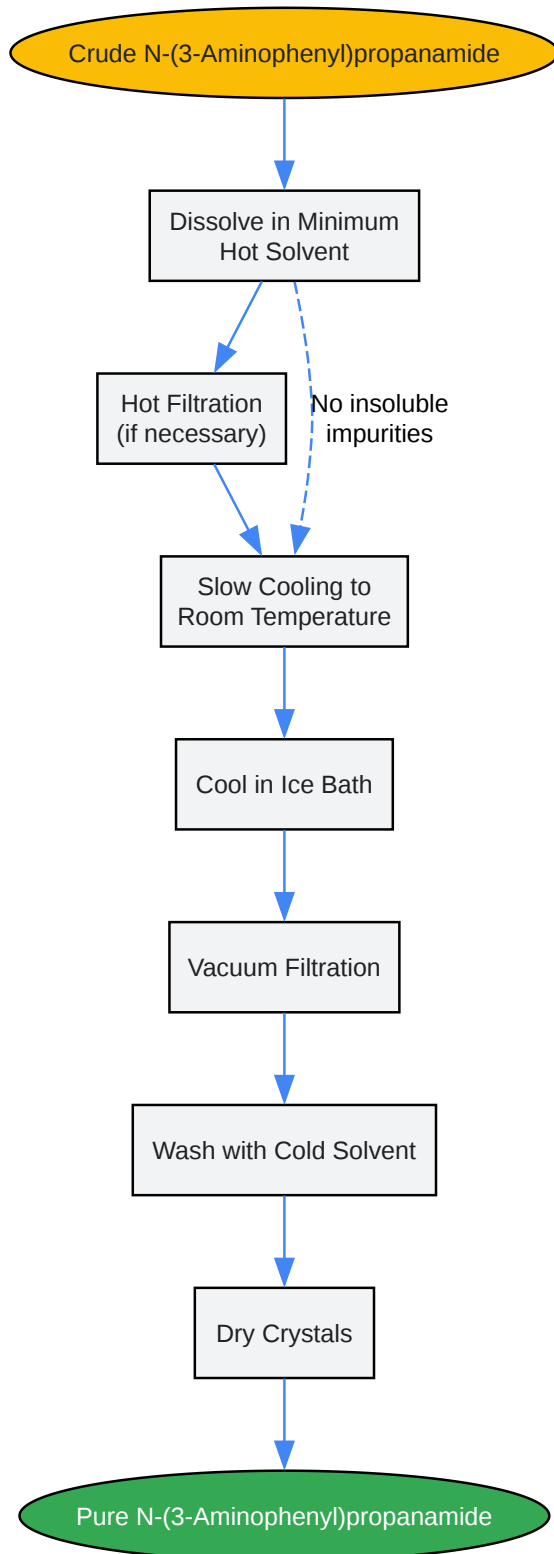 Crude N-(3-Aminophenyl)propanamide
Dissolve in Minimum
Hot Solvent
Hot Filtration
(if necessary)
No insoluble
impurities
Slow Cooling to
Room Temperature
Cool in Ice Bath
Vacuum Filtration
Wash with Cold Solvent
Dry Crystals
Pure N-(3-Aminophenyl)propanamide